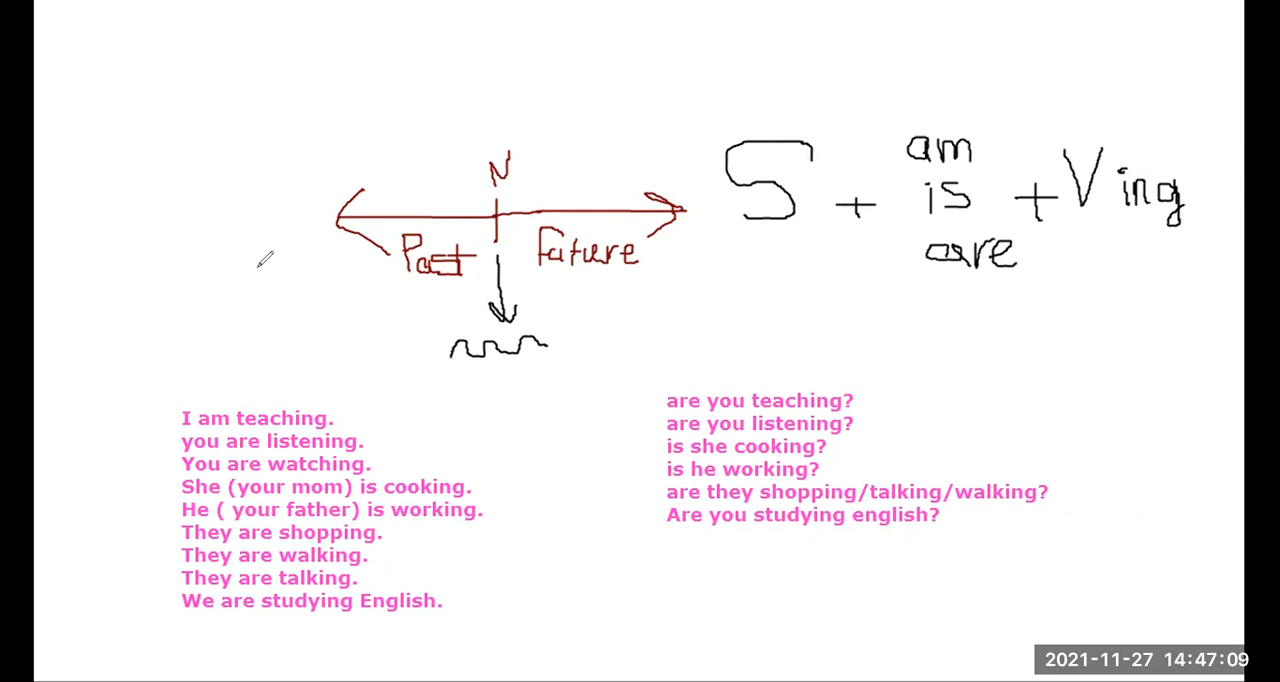 N
Past Future
S + am is are + V ing
I am teaching.
you are listening.
You are watching.
She (your mom) is cooking.
He ( your father) is working.
They are shopping.
They are walking.
They are talking.
We are studying English.
are you teaching?
are you listening?
is she cooking?
is he working?
are they shopping/talking/walking?
Are you studying english?
2021-11-27 14:47:09